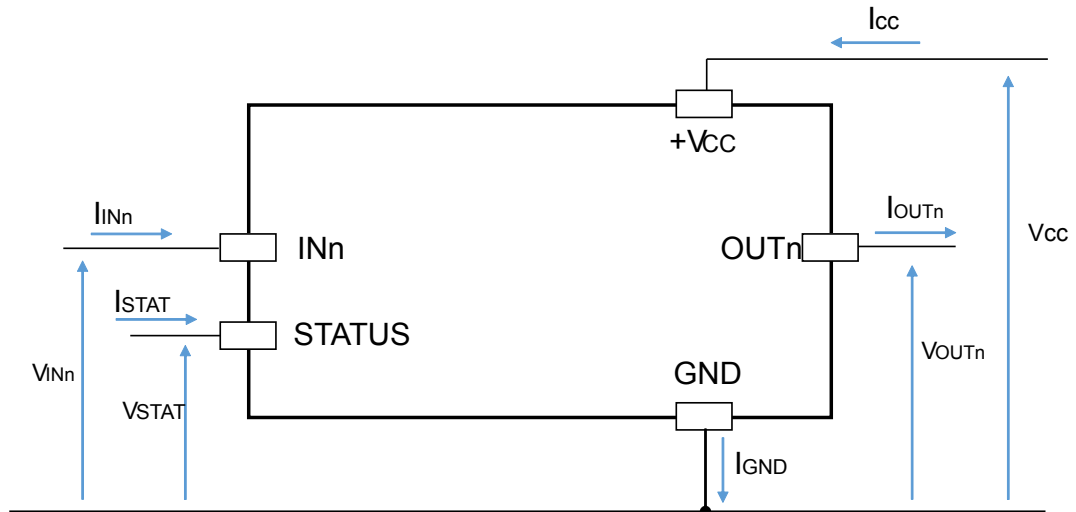 Icc
+VCC
IINn
IOUTn
INn
OUTn
Vcc
ISTAT
STATUS
VINn
VOUTn
GND
VSTAT
IGND